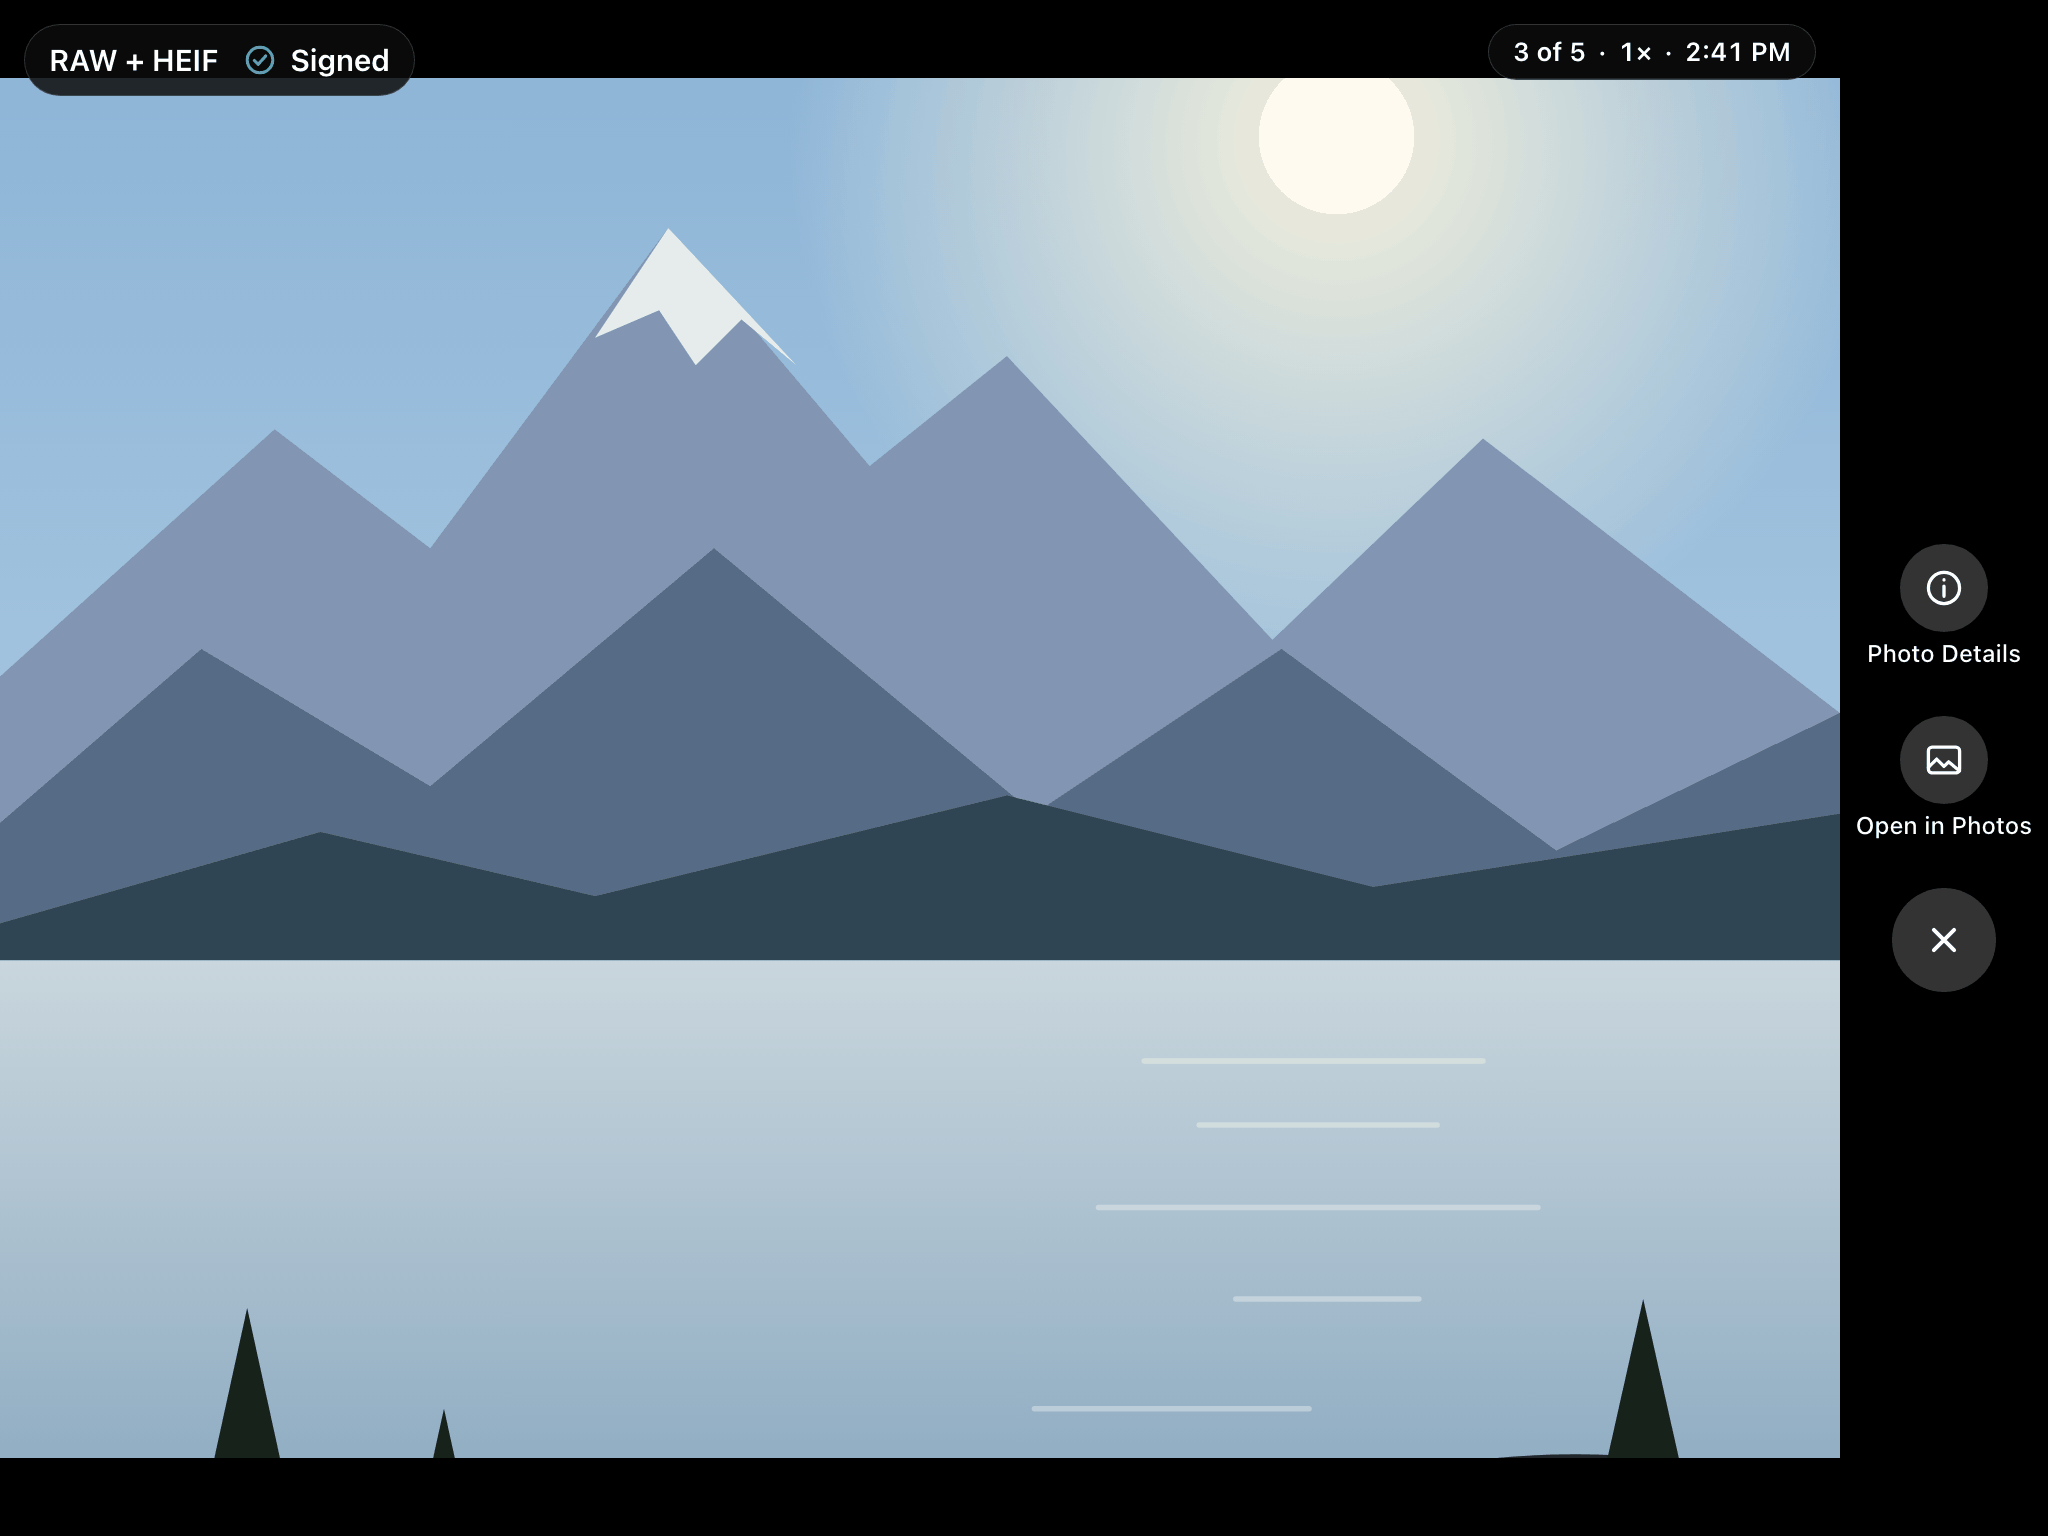 RAW + HEIF Signed
3 of 5 · 1× · 2:41 PM
Photo Details
Open in Photos